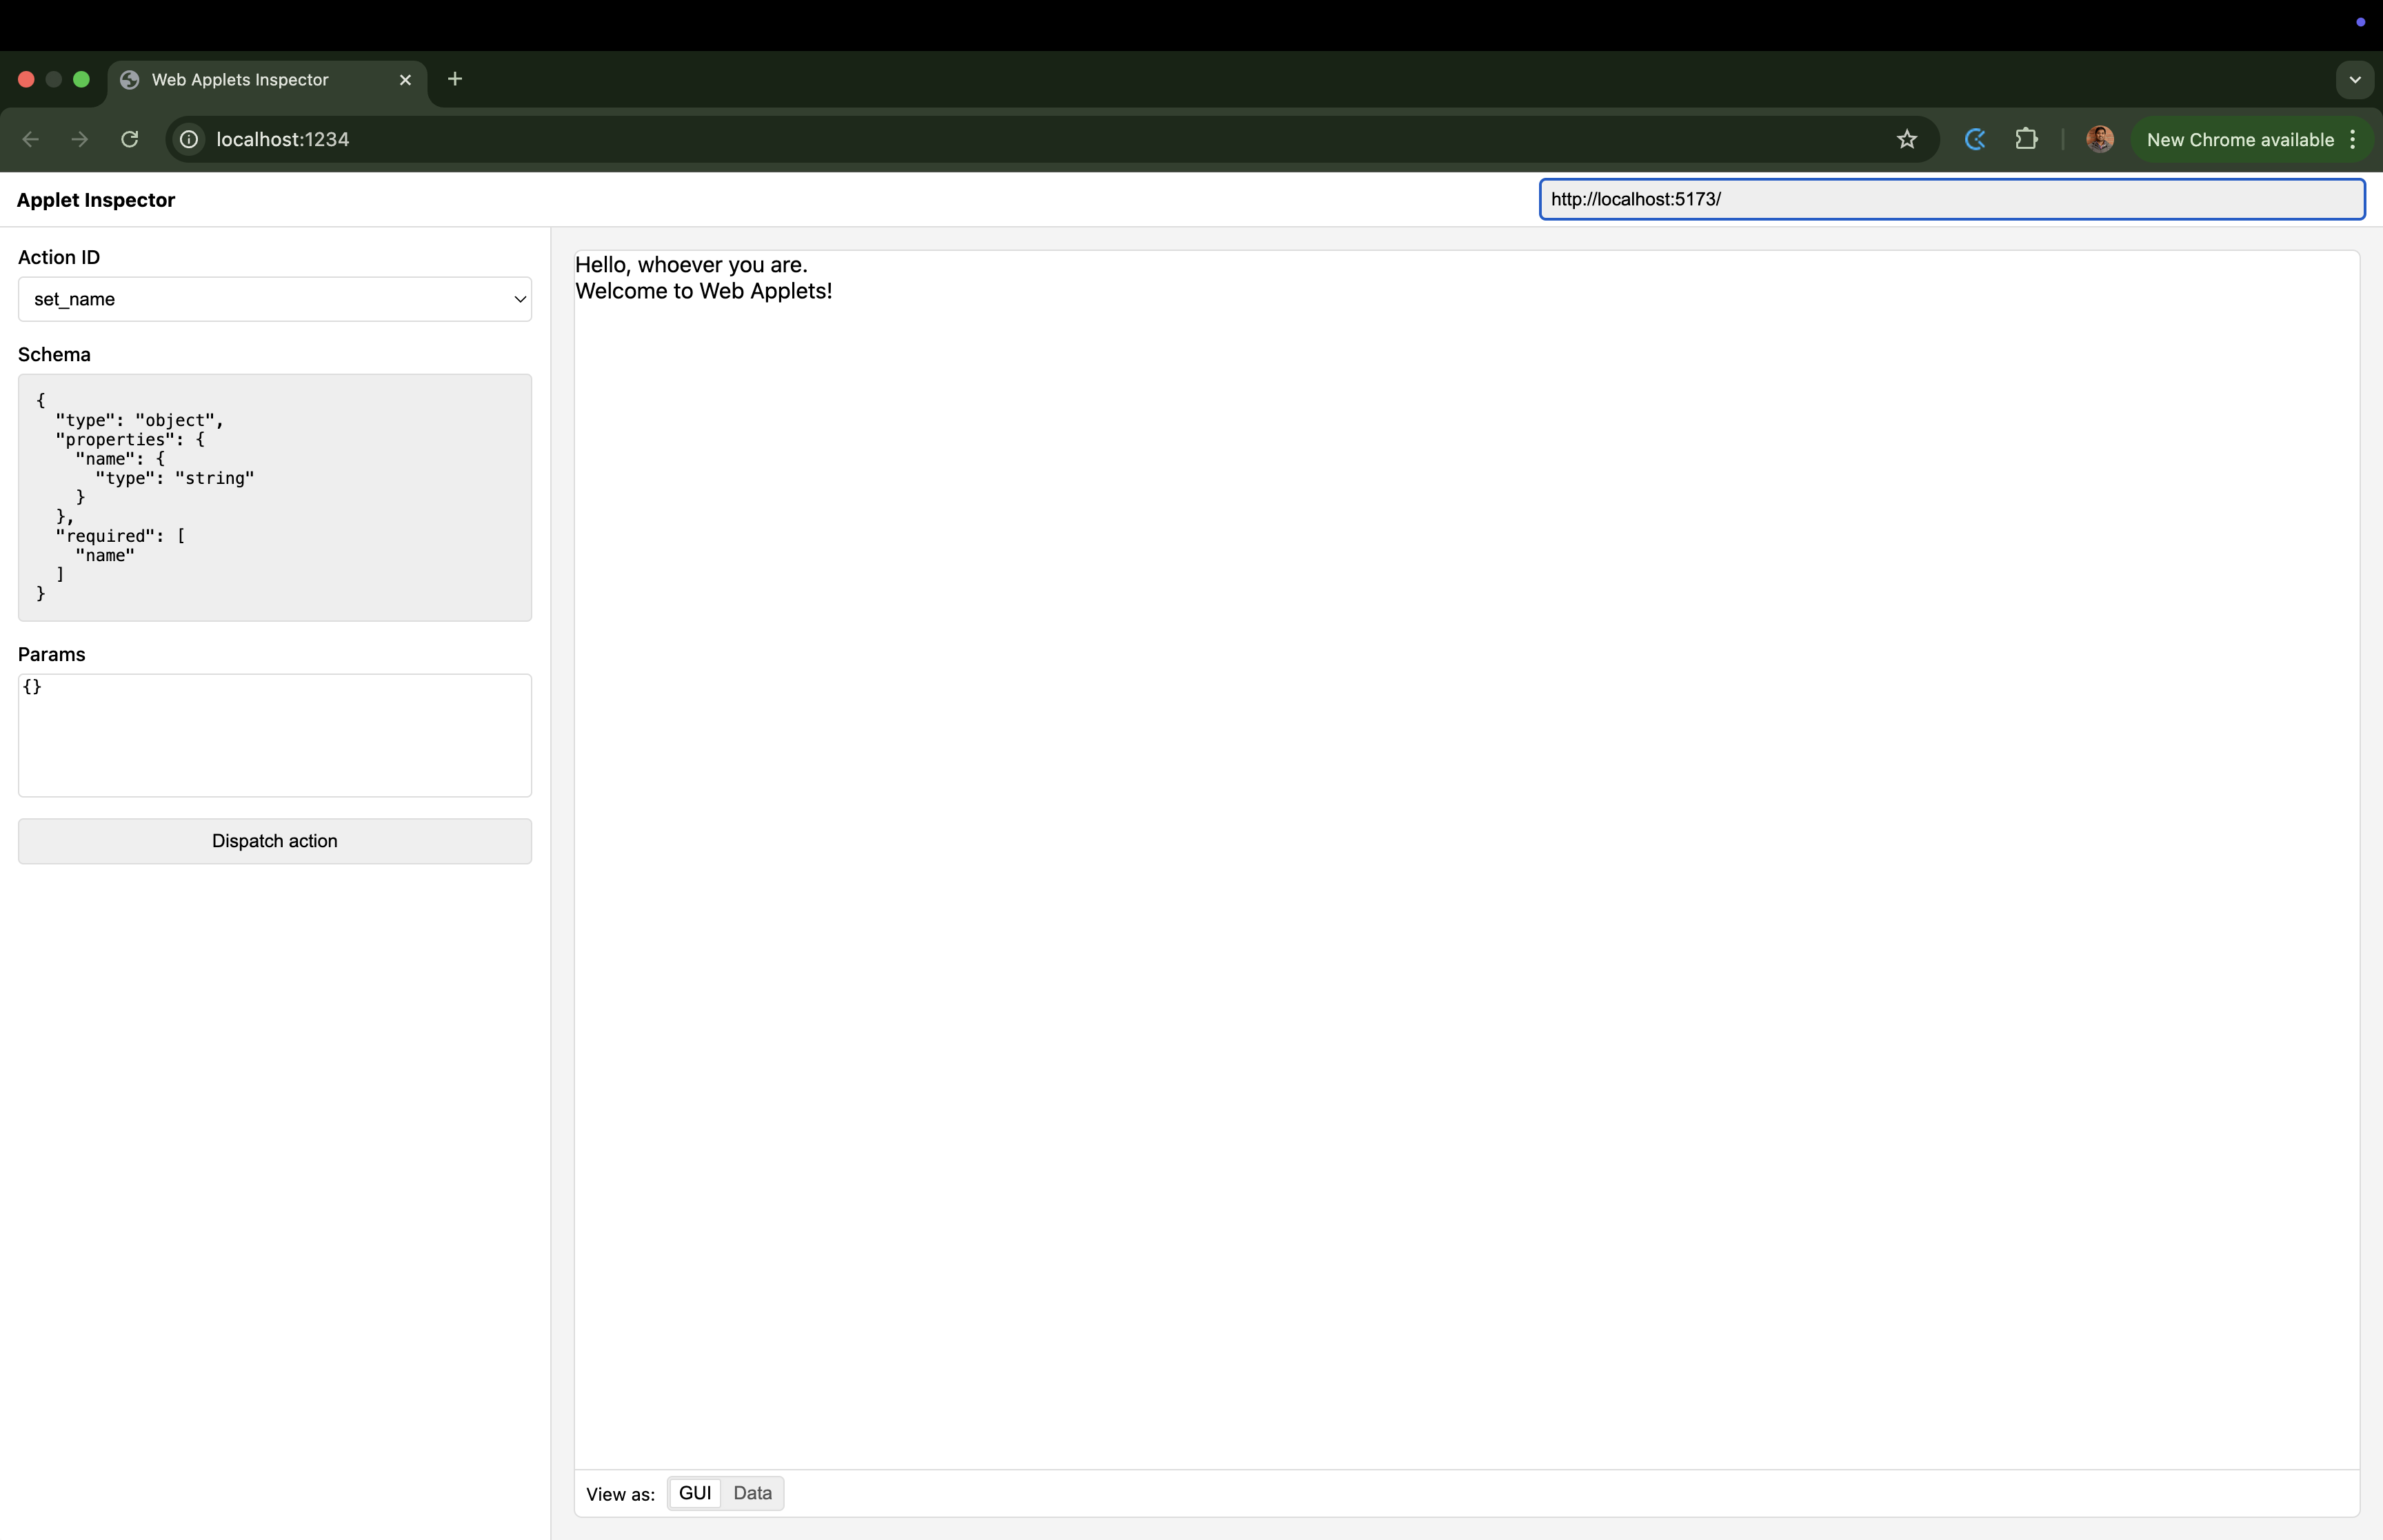 Web Applets Inspector
localhost:1234
New Chrome available
Applet Inspector
http://localhost:5173/
Action ID
set_name
Schema
{
  "type": "object",
  "properties": {
    "name": {
      "type": "string"
    }
  },
  "required": [
    "name"
  ]
}
Params
{}
Dispatch action
Hello, whoever you are.
Welcome to Web Applets!
View as: GUI Data